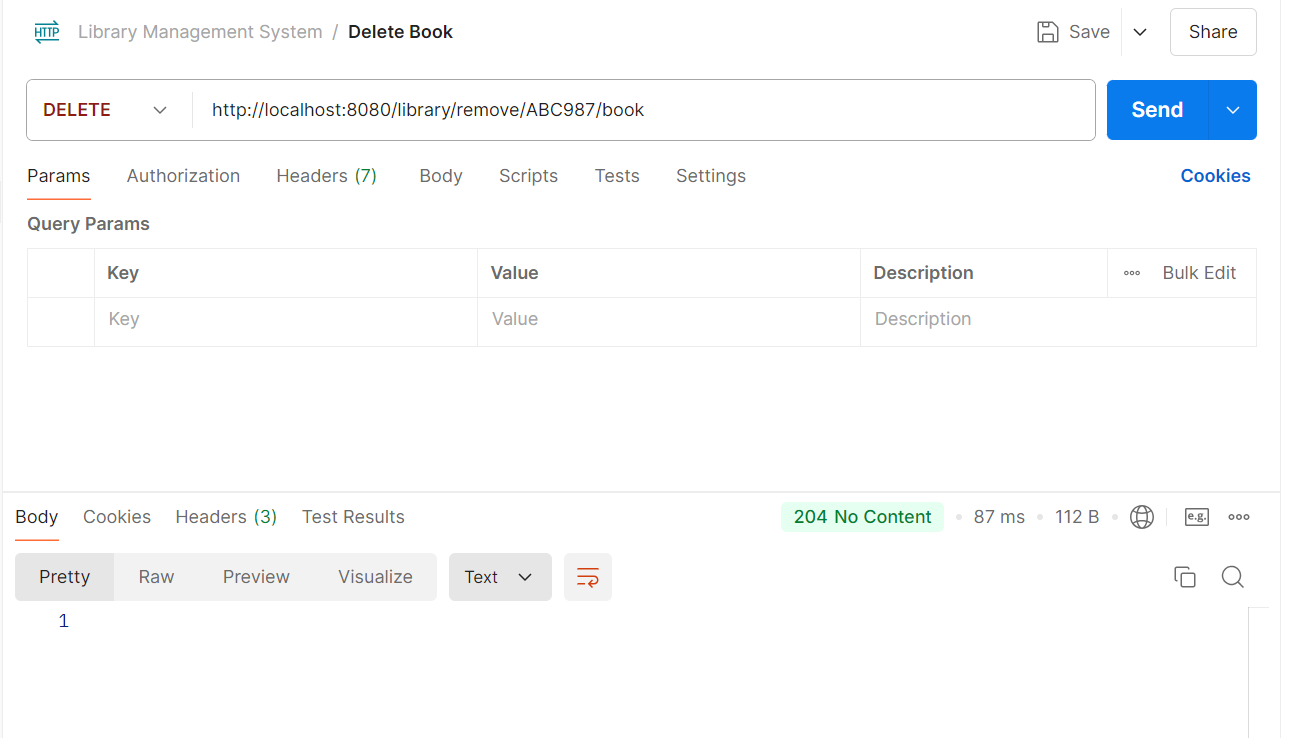 HTTP Library Management System / Delete Book Save Share
DELETE http://localhost:8080/library/remove/ABC987/book Send
Params Authorization Headers (7) Body Scripts Tests Settings Cookies
Query Params
Key Value Description Bulk Edit
Key Value Description
Body Cookies Headers (3) Test Results 204 No Content 87 ms 112 B e.g.
Pretty Raw Preview Visualize Text
1